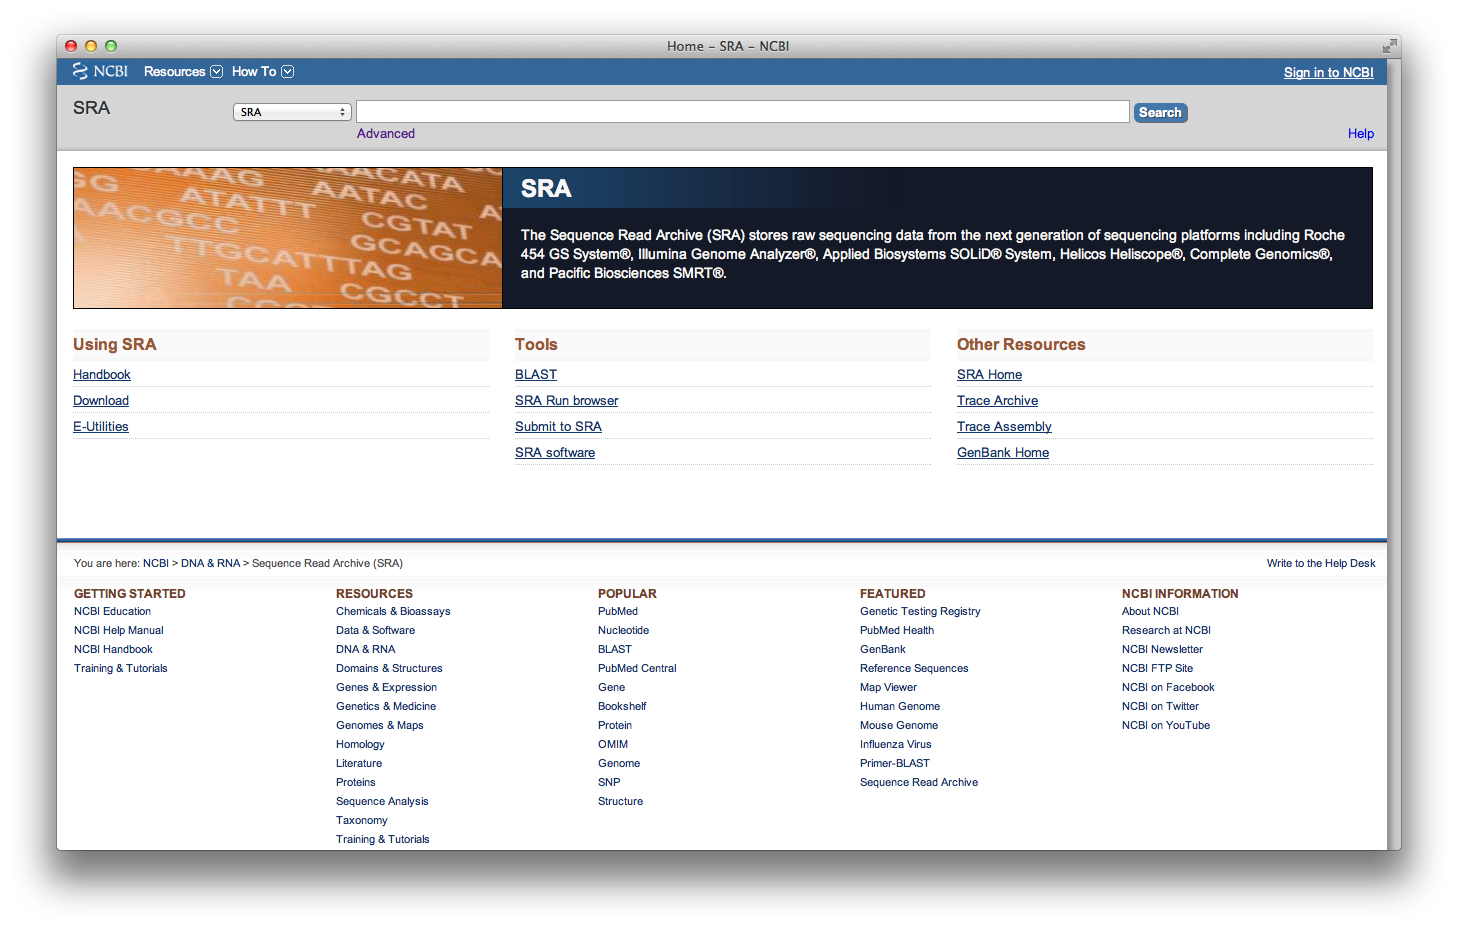 Home – SRA – NCBI
NCBI Resources How To Sign in to NCBI
SRA SRA Search
Advanced Help
AAAAG AACATA
GG ATATTT AATAC
AACGCC CGTAT
TTGCATTTAG GCAGCA
TAA CGCCT
SRA
The Sequence Read Archive (SRA) stores raw sequencing data from the next generation of sequencing platforms including Roche
454 GS System®, Illumina Genome Analyzer®, Applied Biosystems SOLiD® System, Helicos Heliscope®, Complete Genomics®,
and Pacific Biosciences SMRT®.
Using SRA
Handbook
Download
E-Utilities
Tools
BLAST
SRA Run browser
Submit to SRA
SRA software
Other Resources
SRA Home
Trace Archive
Trace Assembly
GenBank Home
You are here: NCBI > DNA & RNA > Sequence Read Archive (SRA)
Write to the Help Desk
GETTING STARTED
NCBI Education
NCBI Help Manual
NCBI Handbook
Training & Tutorials
RESOURCES
Chemicals & Bioassays
Data & Software
DNA & RNA
Domains & Structures
Genes & Expression
Genetics & Medicine
Genomes & Maps
Homology
Literature
Proteins
Sequence Analysis
Taxonomy
Training & Tutorials
POPULAR
PubMed
Nucleotide
BLAST
PubMed Central
Gene
Bookshelf
Protein
OMIM
Genome
SNP
Structure
FEATURED
Genetic Testing Registry
PubMed Health
GenBank
Reference Sequences
Map Viewer
Human Genome
Mouse Genome
Influenza Virus
Primer-BLAST
Sequence Read Archive
NCBI INFORMATION
About NCBI
Research at NCBI
NCBI Newsletter
NCBI FTP Site
NCBI on Facebook
NCBI on Twitter
NCBI on YouTube